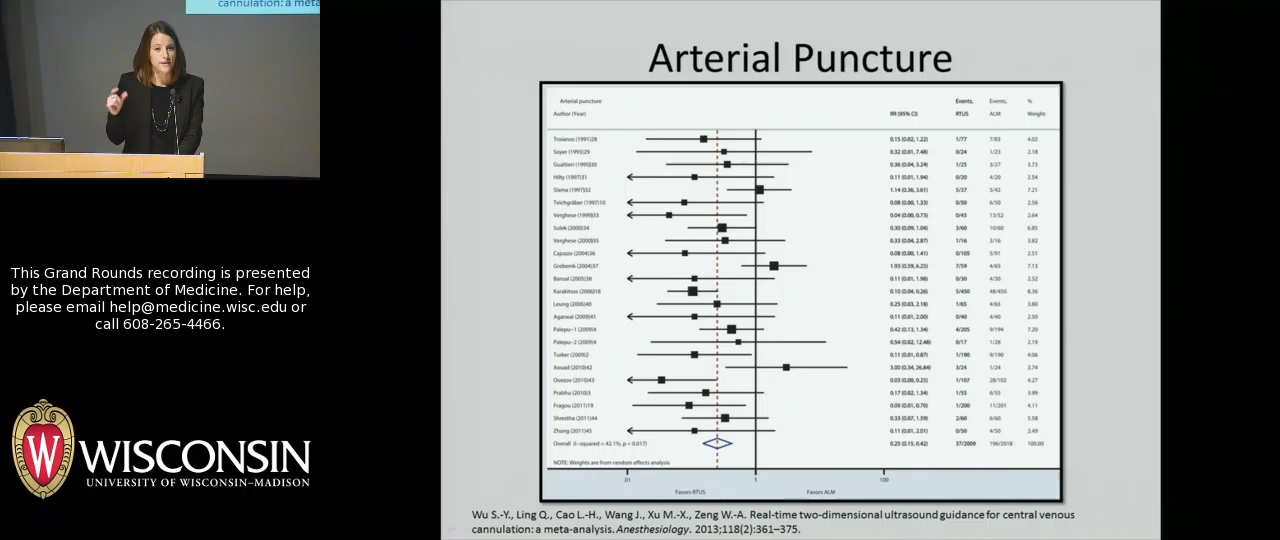 cannulation: a meta
This Grand Rounds recording is presented
by the Department of Medicine. For help,
please email help@medicine.wisc.edu or
call 608-265-4466.
W
WISCONSIN
UNIVERSITY OF WISCONSIN–MADISON
Arterial Puncture
Arterial puncture Events, Events, %
Author (Year) RR (95% CI) RTUS ALM Weight
Troianos (1991)28 0.15 (0.02, 1.22) 1/77 7/83 4.02
Soyer (1993)29 0.32 (0.01, 7.48) 0/24 1/23 2.18
Gualtieri (1995)30 0.36 (0.04, 3.24) 1/25 3/27 3.73
Hilty (1997)31 0.11 (0.01, 1.94) 0/20 4/20 2.54
Slama (1997)32 1.14 (0.36, 3.61) 5/37 5/42 7.21
Teichgräber (1997)10 0.08 (0.00, 1.33) 0/50 6/50 2.56
Verghese (1999)33 0.04 (0.00, 0.73) 0/43 13/52 2.64
Sulek (2000)34 0.30 (0.09, 1.04) 3/60 10/60 6.85
Verghese (2000)35 0.33 (0.04, 2.87) 1/16 3/16 3.82
Cajozzo (2004)36 0.08 (0.00, 1.41) 0/105 5/91 2.51
Grebenik (2004)37 1.93 (0.59, 6.25) 7/59 4/65 7.13
Bansal (2005)38 0.11 (0.01, 1.98) 0/30 4/30 2.52
Karakitsos (2006)18 0.10 (0.04, 0.26) 5/450 48/450 8.36
Leung (2006)40 0.25 (0.03, 2.18) 1/65 4/65 3.80
Agarwal (2009)41 0.11 (0.01, 2.00) 0/40 4/40 2.50
Palepu-1 (2009)4 0.42 (0.13, 1.34) 4/205 9/194 7.20
Palepu-2 (2009)4 0.54 (0.02, 12.48) 0/17 1/28 2.19
Turker (2009)2 0.11 (0.01, 0.87) 1/190 9/190 4.06
Aouad (2010)42 3.00 (0.34, 26.84) 3/24 1/24 3.74
Ovezov (2010)43 0.03 (0.00, 0.25) 1/107 28/102 4.27
Prabhu (2010)3 0.17 (0.02, 1.34) 1/55 6/55 3.99
Fragou (2011)19 0.09 (0.01, 0.70) 1/200 11/201 4.11
Shrestha (2011)44 0.33 (0.07, 1.59) 2/60 6/60 5.58
Zhang (2011)45 0.11 (0.01, 2.01) 0/50 4/50 2.49
Overall (I-squared = 42.1%, p = 0.017) 0.25 (0.15, 0.42) 37/2009 196/2018 100.00
NOTE: Weights are from random effects analysis
.01 1 100
Favors RTUS Favors ALM
Wu S.-Y., Ling Q., Cao L.-H., Wang J., Xu M.-X., Zeng W.-A. Real-time two-dimensional ultrasound guidance for central venous
cannulation: a meta-analysis. Anesthesiology. 2013;118(2):361–375.